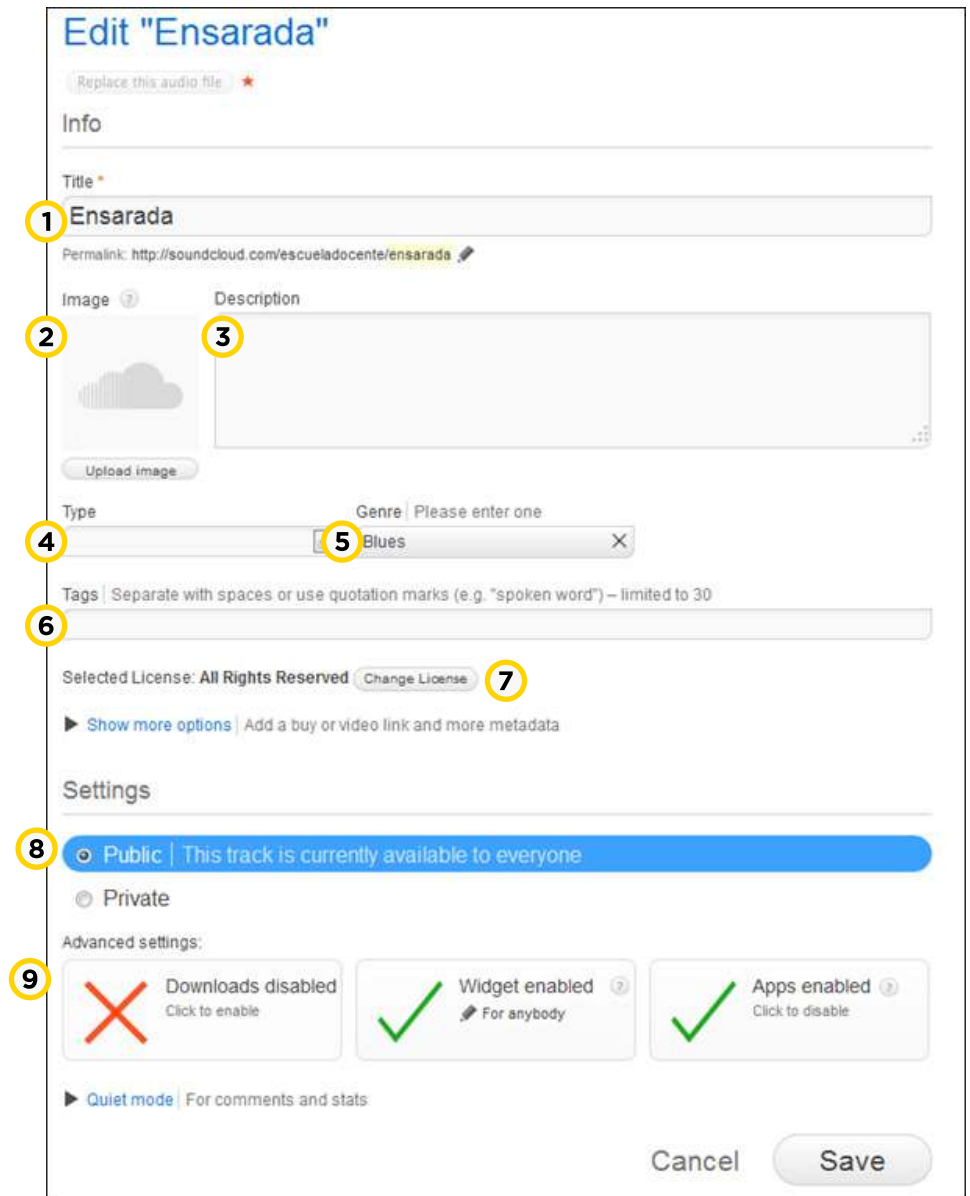 Edit "Ensarada"
Replace this audio file ★
Info
Title *
1 Ensarada
Permalink: http://soundcloud.com/escueladocente/ensarada
Image ? Description
2 3
Upload image
Type Genre | Please enter one
4 5 Blues ✕
Tags | Separate with spaces or use quotation marks (e.g. "spoken word") – limited to 30
6
Selected License: All Rights Reserved Change License 7
▶ Show more options | Add a buy or video link and more metadata
Settings
8 Public | This track is currently available to everyone
Private
Advanced settings:
9 Downloads disabled Widget enabled ? Apps enabled ?
Click to enable For anybody Click to disable
▶ Quiet mode | For comments and stats
Cancel Save